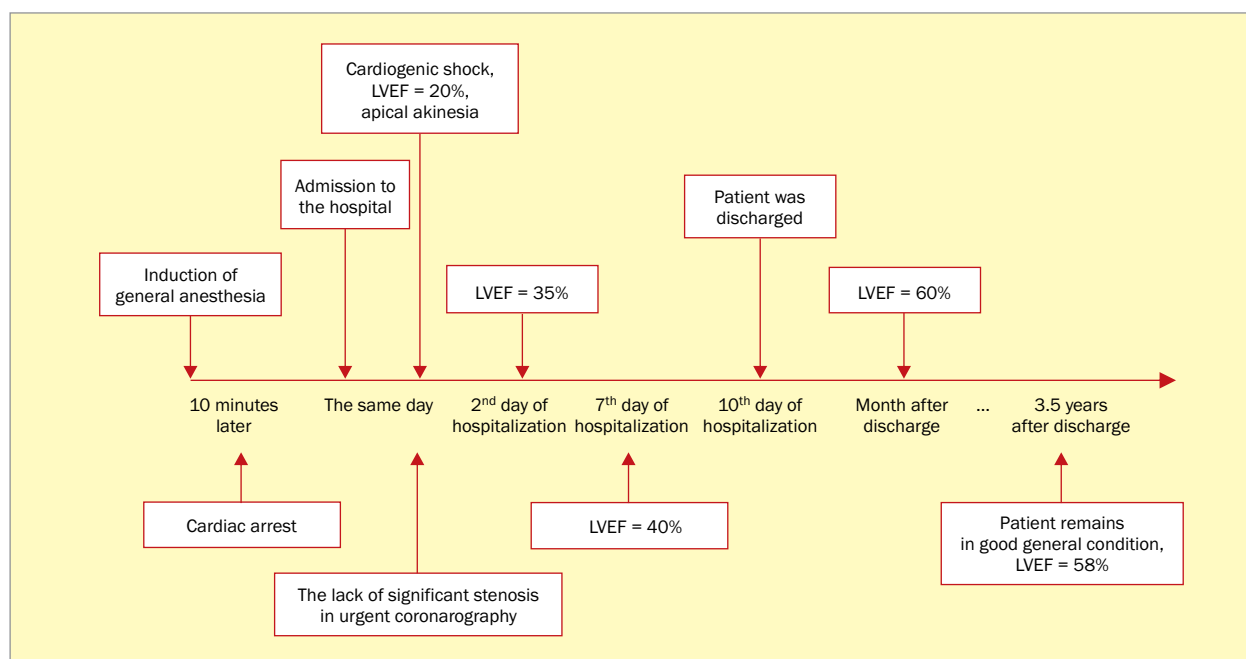 Cardiogenic shock,
LVEF = 20%,
apical akinesia
Admission to
the hospital
Patient was
discharged
Induction of
general anesthesia
LVEF = 35%
LVEF = 60%
10 minutes
later
The same day
2nd day of
hospitalization
7th day of
hospitalization
10th day of
hospitalization
Month after
discharge
...
3.5 years
after discharge
Cardiac arrest
LVEF = 40%
Patient remains
in good general condition,
LVEF = 58%
The lack of significant stenosis
in urgent coronarography